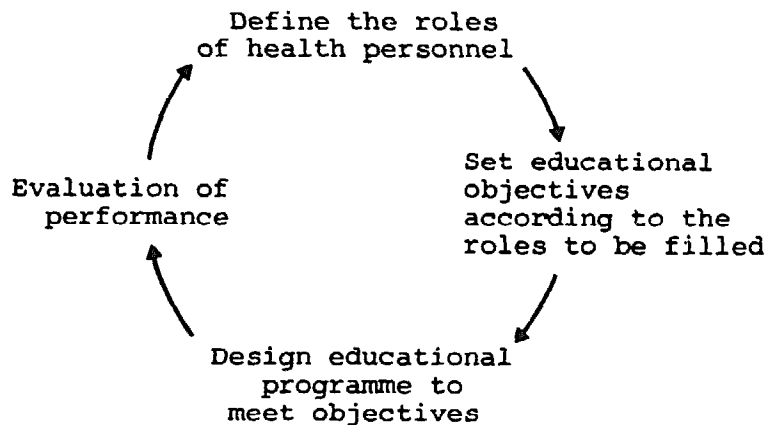 Define the roles
of health personnel
Set educational
objectives
according to the
roles to be filled
Design educational
programme to
meet objectives
Evaluation of
performance